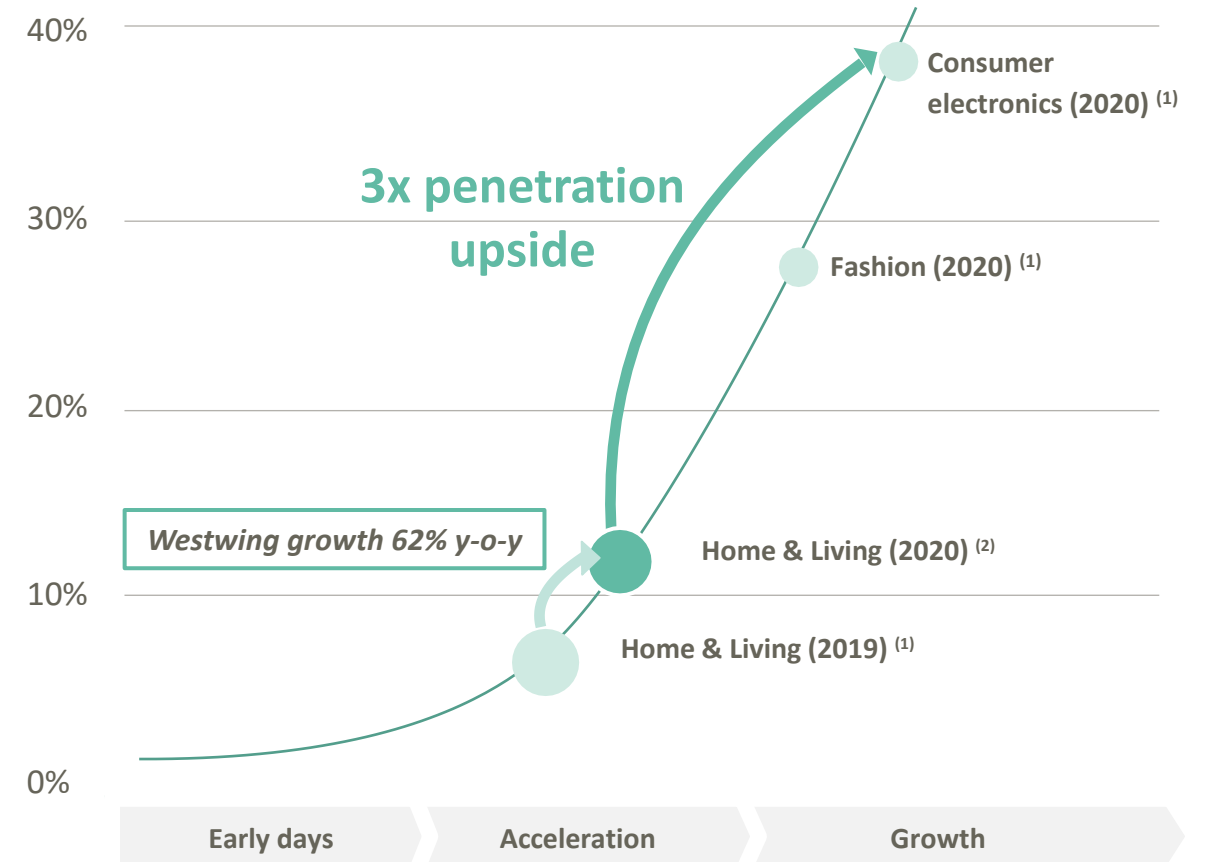 40%
Consumer
electronics (2020) (1)
3x penetration
upside
30%
Fashion (2020) (1)
20%
Westwing growth 62% y-o-y
Home & Living (2020) (2)
10%
Home & Living (2019) (1)
0%
Early days
Acceleration
Growth